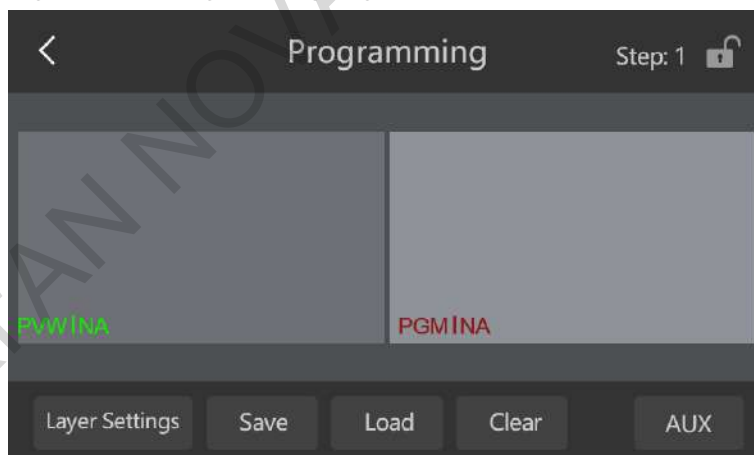 Programming
Step: 1
PVW|NA
PGM|NA
Layer Settings
Save
Load
Clear
AUX